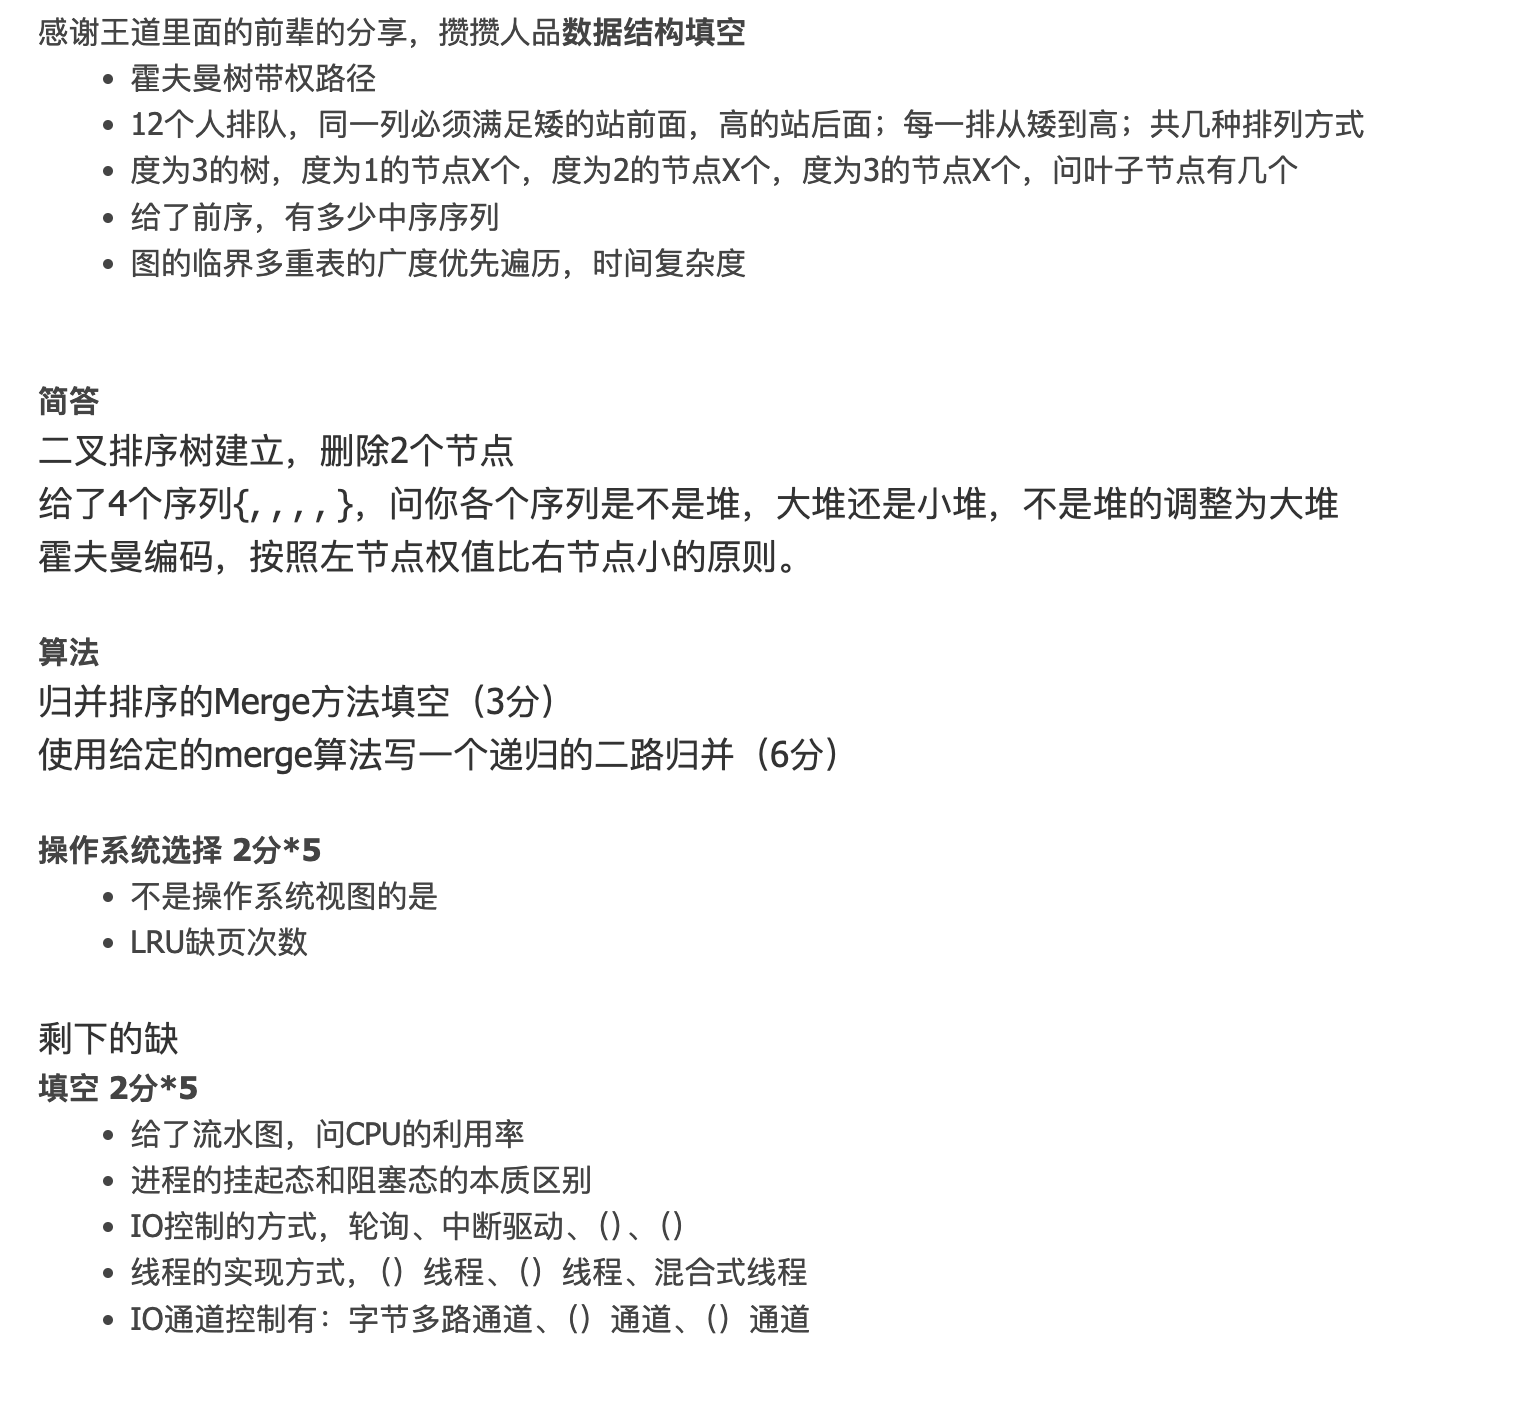 感谢王道里面的前辈的分享，攒攒人品数据结构填空
• 霍夫曼树带权路径
• 12个人排队，同一列必须满足矮的站前面，高的站后面；每一排从矮到高；共几种排列方式
• 度为3的树，度为1的节点X个，度为2的节点X个，度为3的节点X个，问叶子节点有几个
• 给了前序，有多少中序序列
• 图的临界多重表的广度优先遍历，时间复杂度
简答
二叉排序树建立，删除2个节点
给了4个序列{, , , , }，问你各个序列是不是堆，大堆还是小堆，不是堆的调整为大堆
霍夫曼编码，按照左节点权值比右节点小的原则。
算法
归并排序的Merge方法填空（3分）
使用给定的merge算法写一个递归的二路归并（6分）
操作系统选择 2分*5
• 不是操作系统视图的是
• LRU缺页次数
剩下的缺
填空 2分*5
• 给了流水图，问CPU的利用率
• 进程的挂起态和阻塞态的本质区别
• IO控制的方式，轮询、中断驱动、()、()
• 线程的实现方式，（）线程、（）线程、混合式线程
• IO通道控制有：字节多路通道、（）通道、（）通道